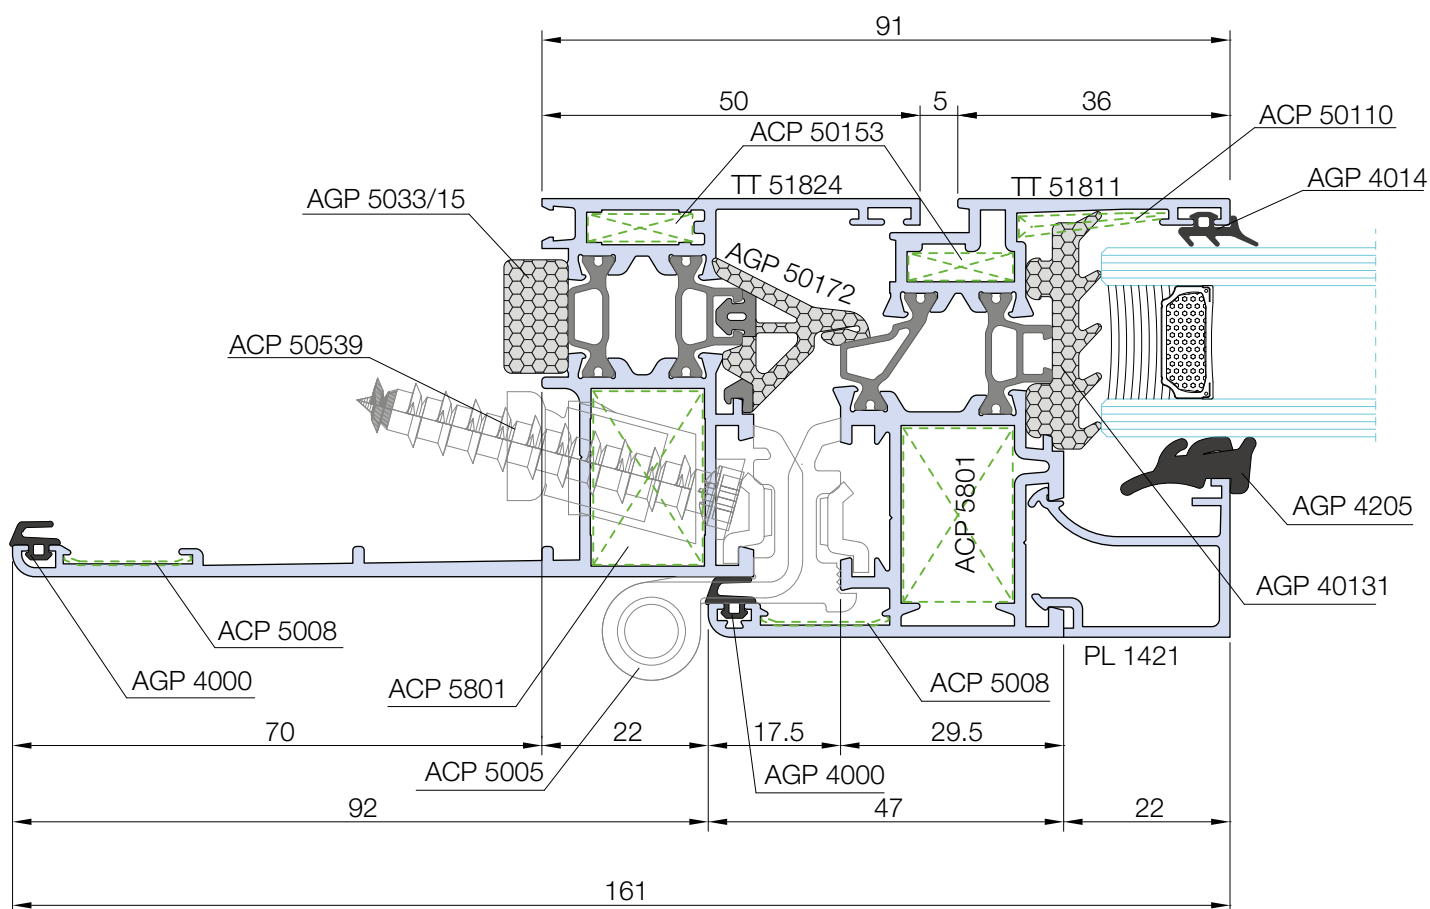 91
50
5
36
ACP 50110
ACP 50153
TT 51824
TT 51811
AGP 4014
AGP 5033/15
AGP 50172
ACP 50539
ACP 5801
AGP 4205
AGP 40131
ACP 5008
PL 1421
AGP 4000
ACP 5801
ACP 5008
70
22
17.5
29.5
ACP 5005
AGP 4000
92
47
22
161